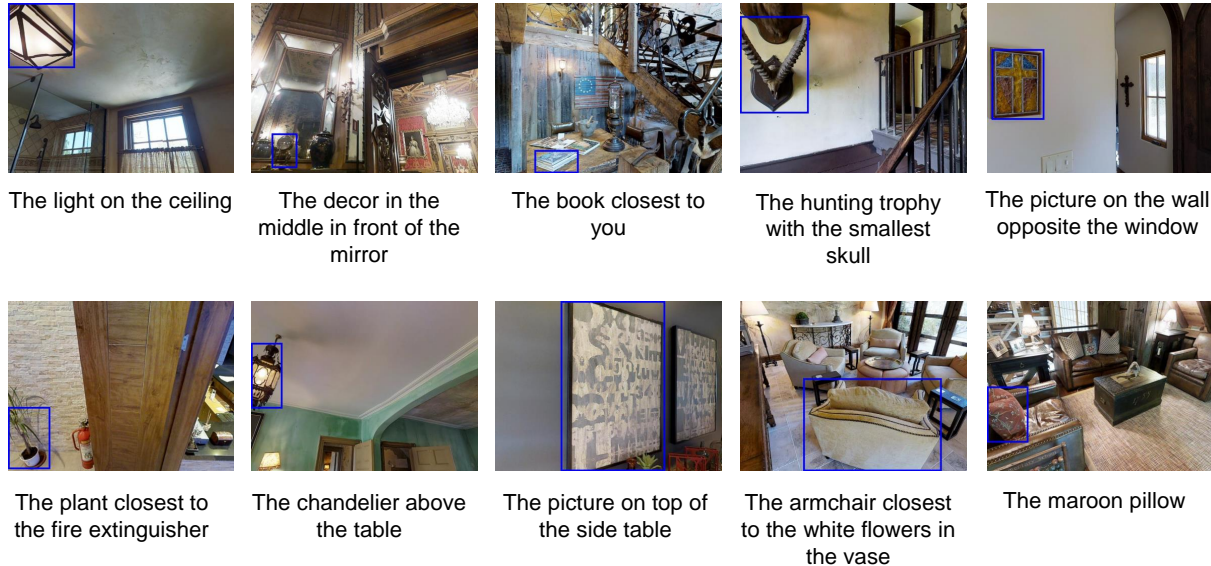 The light on the ceiling
The decor in the
middle in front of the
mirror
The book closest to
you
The hunting trophy
with the smallest
skull
The picture on the wall
opposite the window
The plant closest to
the fire extinguisher
The chandelier above
the table
The picture on top of
the side table
The armchair closest
to the white flowers in
the vase
The maroon pillow